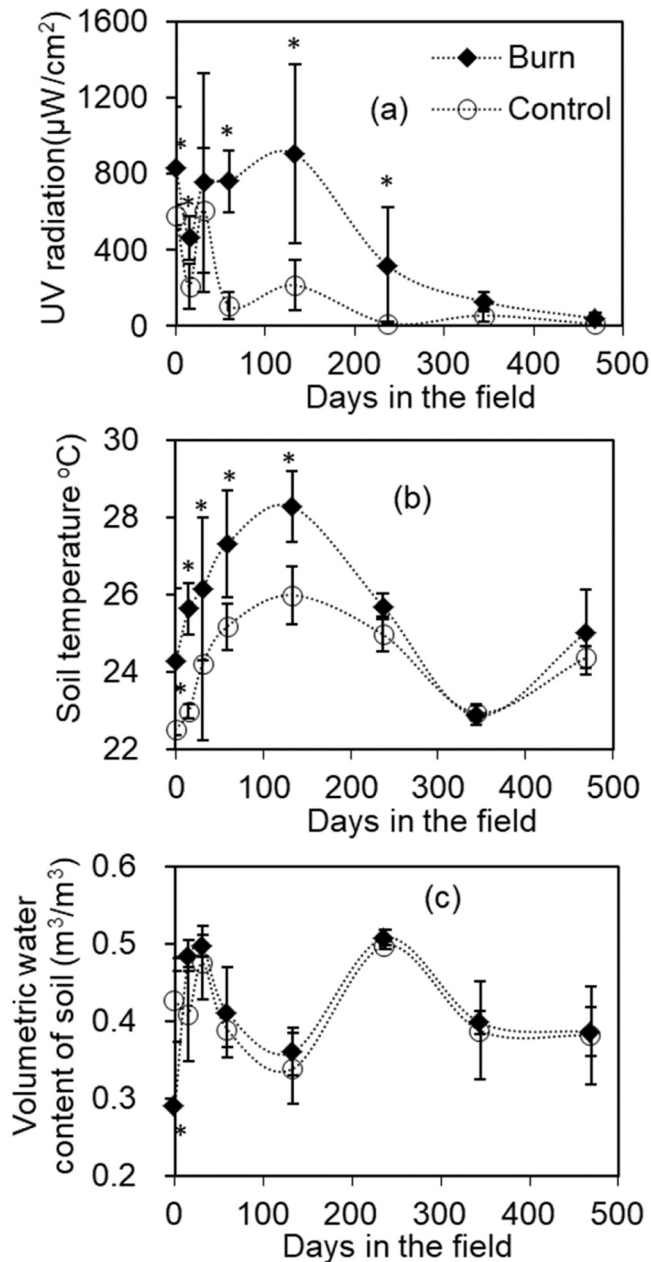 1600
1200
800
400
0
UV radiation(µW/cm²)
*
*
*
*
*
(a)
Burn
Control
0 100 200 300 400 500
Days in the field
30
28
26
24
22
Soil temperature ºC
*
*
*
*
*
(b)
0 100 200 300 400 500
Days in the field
0.6
0.5
0.4
0.3
0.2
Volumetric water
content of soil (m³/m³)
*
(c)
0 100 200 300 400 500
Days in the field